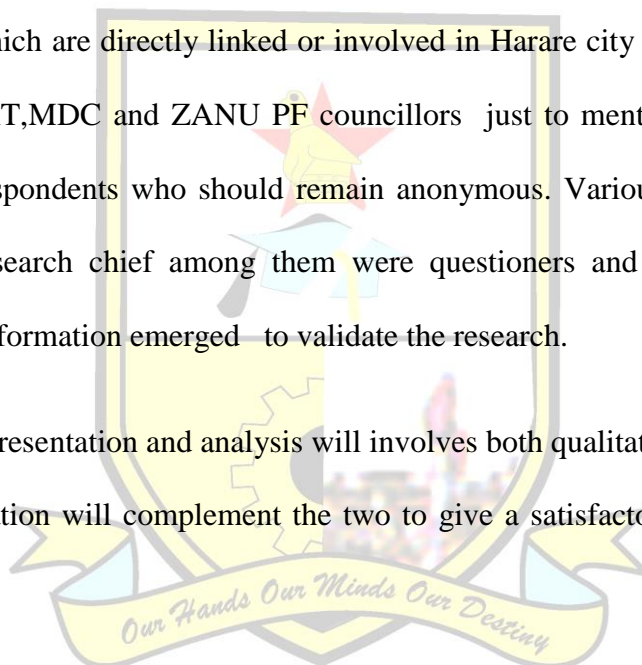 hich are directly linked or involved in Harare city
T,MDC and ZANU PF councillors just to ment
spondents who should remain anonymous. Variou
search chief among them were questioners and
formation emerged to validate the research.
resentation and analysis will involves both qualitat
tion will complement the two to give a satisfacto
Our Hands Our Minds Our Destiny